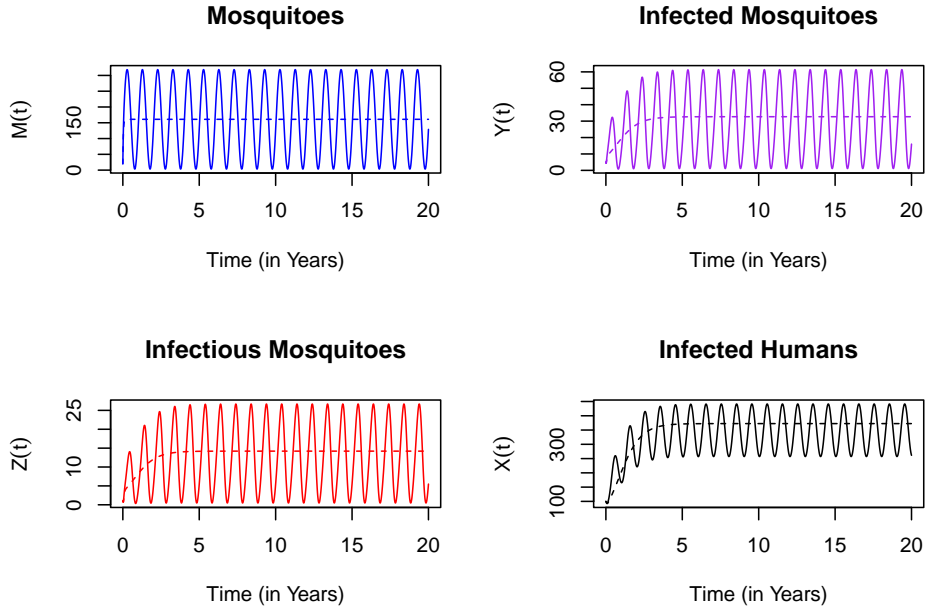 Mosquitoes
M(t)
150
0
0 5 10 15 20
Time (in Years)
Infected Mosquitoes
Y(t)
60
30
0
0 5 10 15 20
Time (in Years)
Infectious Mosquitoes
Z(t)
25
10
0
0 5 10 15 20
Time (in Years)
Infected Humans
X(t)
300
100
0 5 10 15 20
Time (in Years)